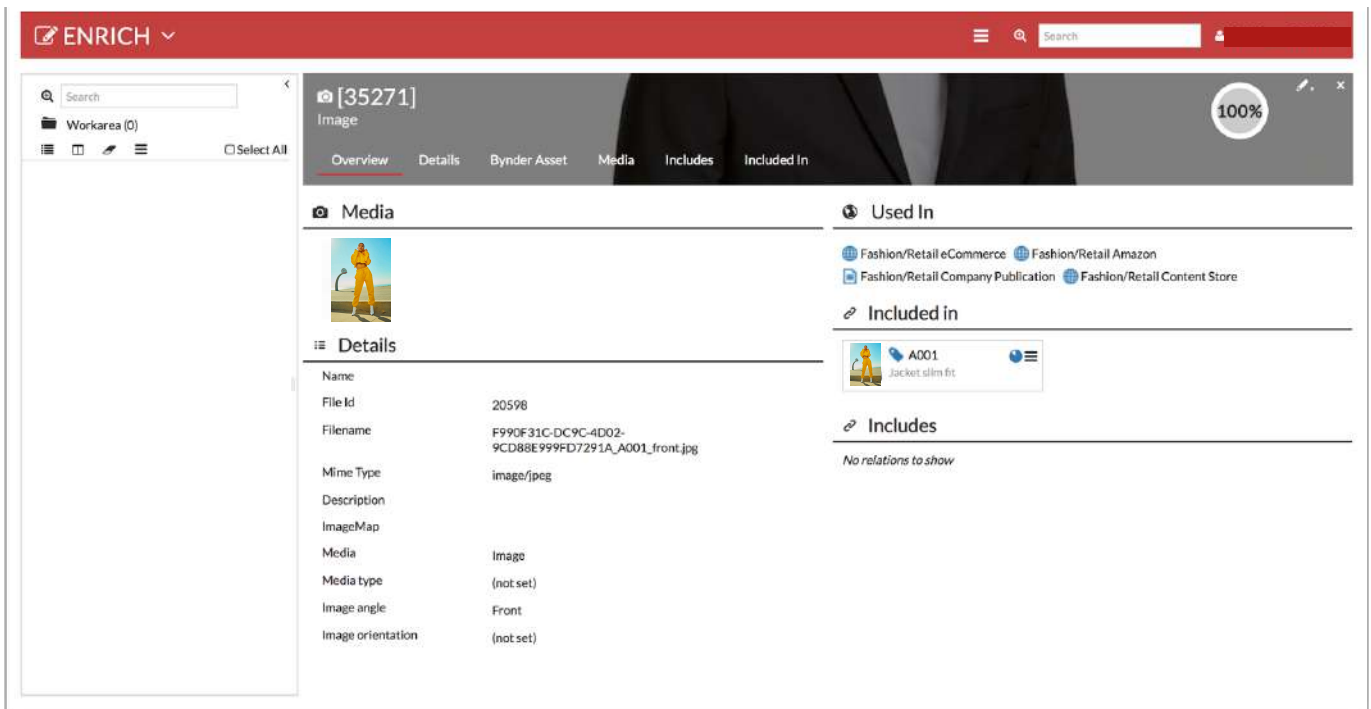 ENRICH
Search
Search
Workarea (0)
Select All
[35271]
Image
100%
Overview Details Bynder Asset Media Includes Included In
Media
Details
Name
File Id 20598
Filename F990F31C-DC9C-4D02-
9CD88E999FD7291A_A001_front.jpg
Mime Type image/jpeg
Description
ImageMap
Media Image
Media type (not set)
Image angle Front
Image orientation (not set)
Used In
Fashion/Retail eCommerce Fashion/Retail Amazon
Fashion/Retail Company Publication Fashion/Retail Content Store
Included in
A001
Jacket slim fit
Includes
No relations to show